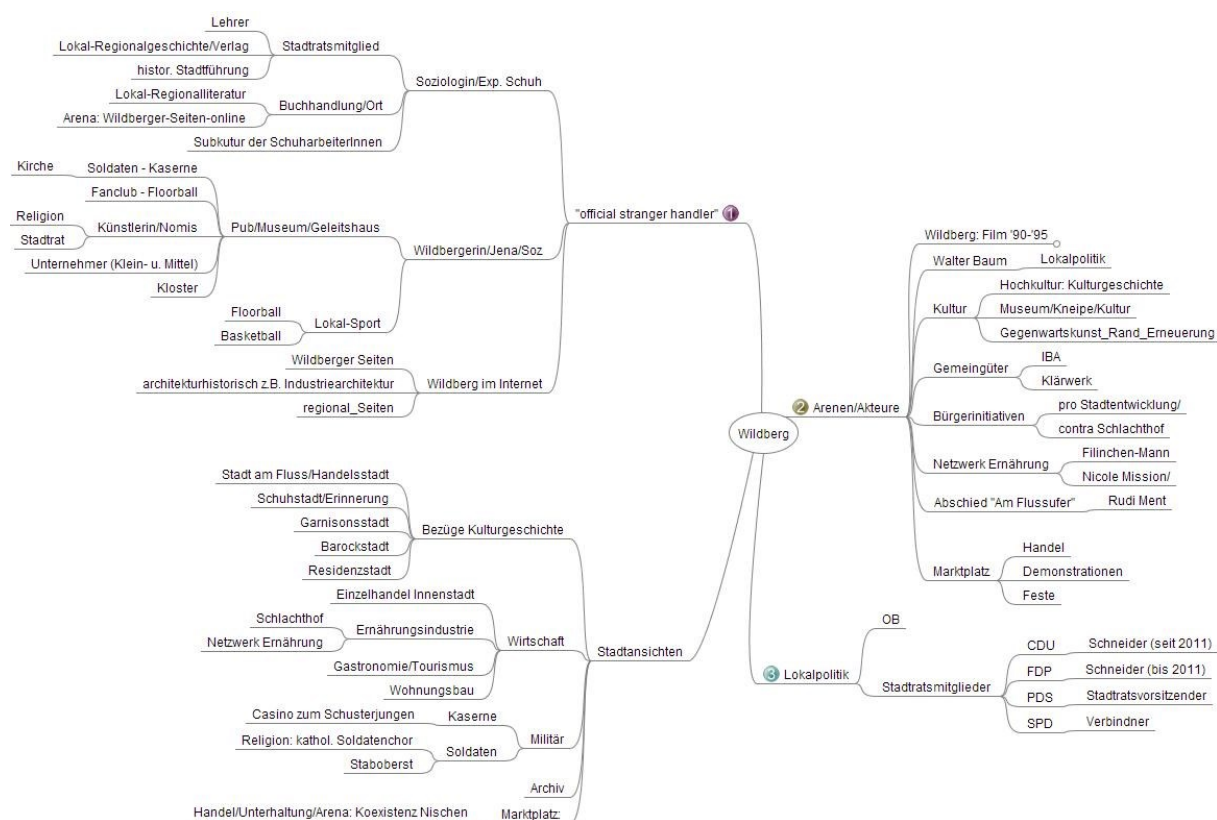 Lehrer
Lokal-Regionalgeschichte/Verlag
histor. Stadtführung
Stadtratsmitglied
Lokal-Regionalliteratur
Arena: Wildberger-Seiten-online
Buchhandlung/Ort
Subkutur der SchuharbeiterInnen
Soziologin/Exp. Schuh
Kirche
Soldaten - Kaserne
Fanclub - Floorball
Religion
Stadtrat
Künstlerin/Nomis
Unternehmer (Klein- u. Mittel)
Kloster
Pub/Museum/Geleitshaus
Floorball
Basketball
Lokal-Sport
Wildbergerin/Jena/Soz
Wildberger Seiten
architekturhistorisch z.B. Industriearchitektur
regional_Seiten
Wildberg im Internet
"official stranger handler" 1
Stadt am Fluss/Handelsstadt
Schuhstadt/Erinnerung
Garnisonsstadt
Barockstadt
Residenzstadt
Bezüge Kulturgeschichte
Einzelhandel Innenstadt
Schlachthof
Netzwerk Ernährung
Ernährungsindustrie
Gastronomie/Tourismus
Wohnungsbau
Wirtschaft
Casino zum Schusterjungen
Kaserne
Religion: kathol. Soldatenchor
Staboberst
Soldaten
Militär
Archiv
Handel/Unterhaltung/Arena: Koexistenz Nischen
Marktplatz:
Stadtansichten
Wildberg
2 Arenen/Akteure
Wildberg: Film '90-'95
Walter Baum
Lokalpolitik
Kultur
Hochkultur: Kulturgeschichte
Museum/Kneipe/Kultur
Gegenwartskunst_Rand_Erneuerung
Gemeingüter
IBA
Klärwerk
Bürgerinitiativen
pro Stadtentwicklung/
contra Schlachthof
Netzwerk Ernährung
Filinchen-Mann
Nicole Mission/
Abschied "Am Flussufer"
Rudi Ment
Marktplatz
Handel
Demonstrationen
Feste
3 Lokalpolitik
OB
Stadtratsmitglieder
CDU
Schneider (seit 2011)
FDP
Schneider (bis 2011)
PDS
Stadtratsvorsitzender
SPD
Verbindner